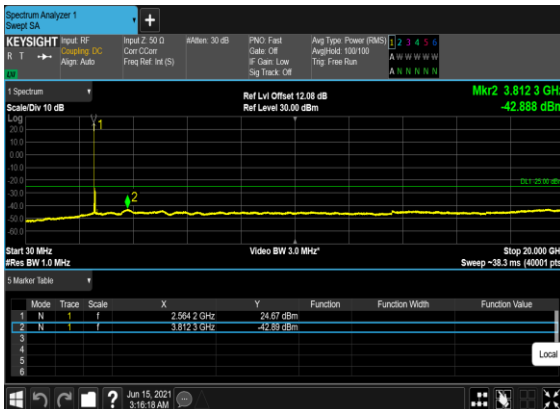 Spectrum Analyzer 1
Swept SA
KEYSIGHT
R T
Input: RF
Coupling: DC
Align: Auto
Input Z: 50 Ω
Corr CCorr
Freq Ref: Int (S)
#Atten: 30 dB
PNO: Fast
Gate: Off
IF Gain: Low
Sig Track: Off
Avg Type: Power (RMS)
Avg|Hold: 100/100
Trig: Free Run
1 2 3 4 5 6
A W W W W W
A N N N N N
1 Spectrum
Scale/Div 10 dB
Ref Lvl Offset 12.08 dB
Ref Level 30.00 dBm
Mkr2 3.812 3 GHz
-42.888 dBm
Log
20.0
10.0
0.00
-10.0
-20.0
-30.0
-40.0
-50.0
-60.0
1
2
DL1 -25.00 dBm
Start 30 MHz
#Res BW 1.0 MHz
Video BW 3.0 MHz*
Stop 20.000 GH
Sweep ~38.3 ms (40001 pts
5 Marker Table
Mode Trace Scale X Y Function Function Width Function Value
1 N 1 f 2.564 2 GHz 24.67 dBm
2 N 1 f 3.812 3 GHz -42.89 dBm
3
4
5
6
Local
?
Jun 15, 2021
3:16:18 AM